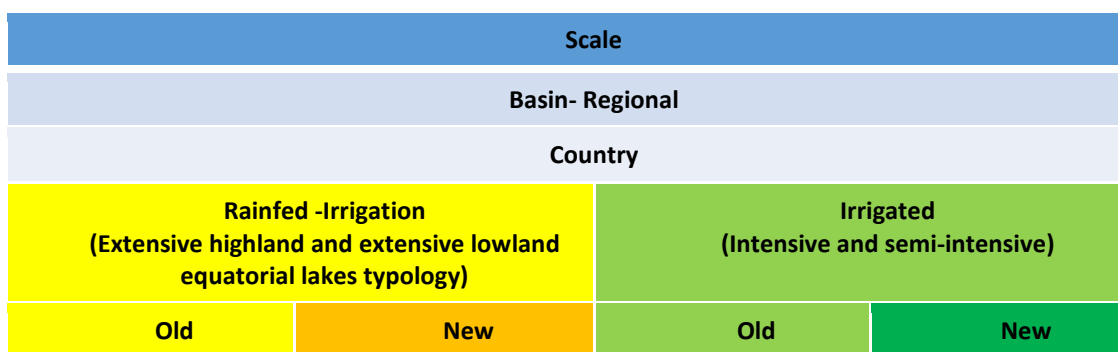 Scale
Basin- Regional
Country
Rainfed -Irrigation
(Extensive highland and extensive lowland
equatorial lakes typology)
Irrigated
(Intensive and semi-intensive)
Old
New
Old
New